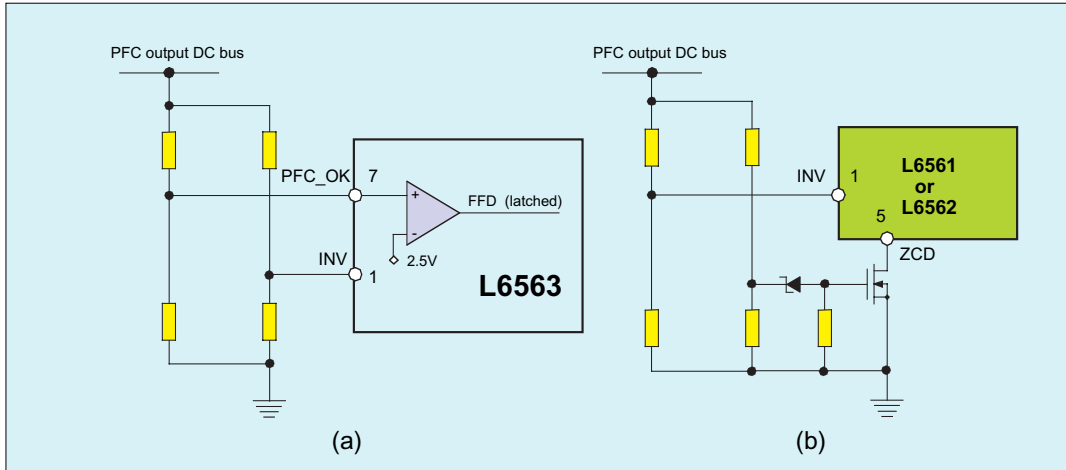 PFC output DC bus
PFC_OK
7
+
-
FFD (latched)
2.5V
INV
1
L6563
(a)
PFC output DC bus
INV
1
L6561
or
L6562
5
ZCD
(b)